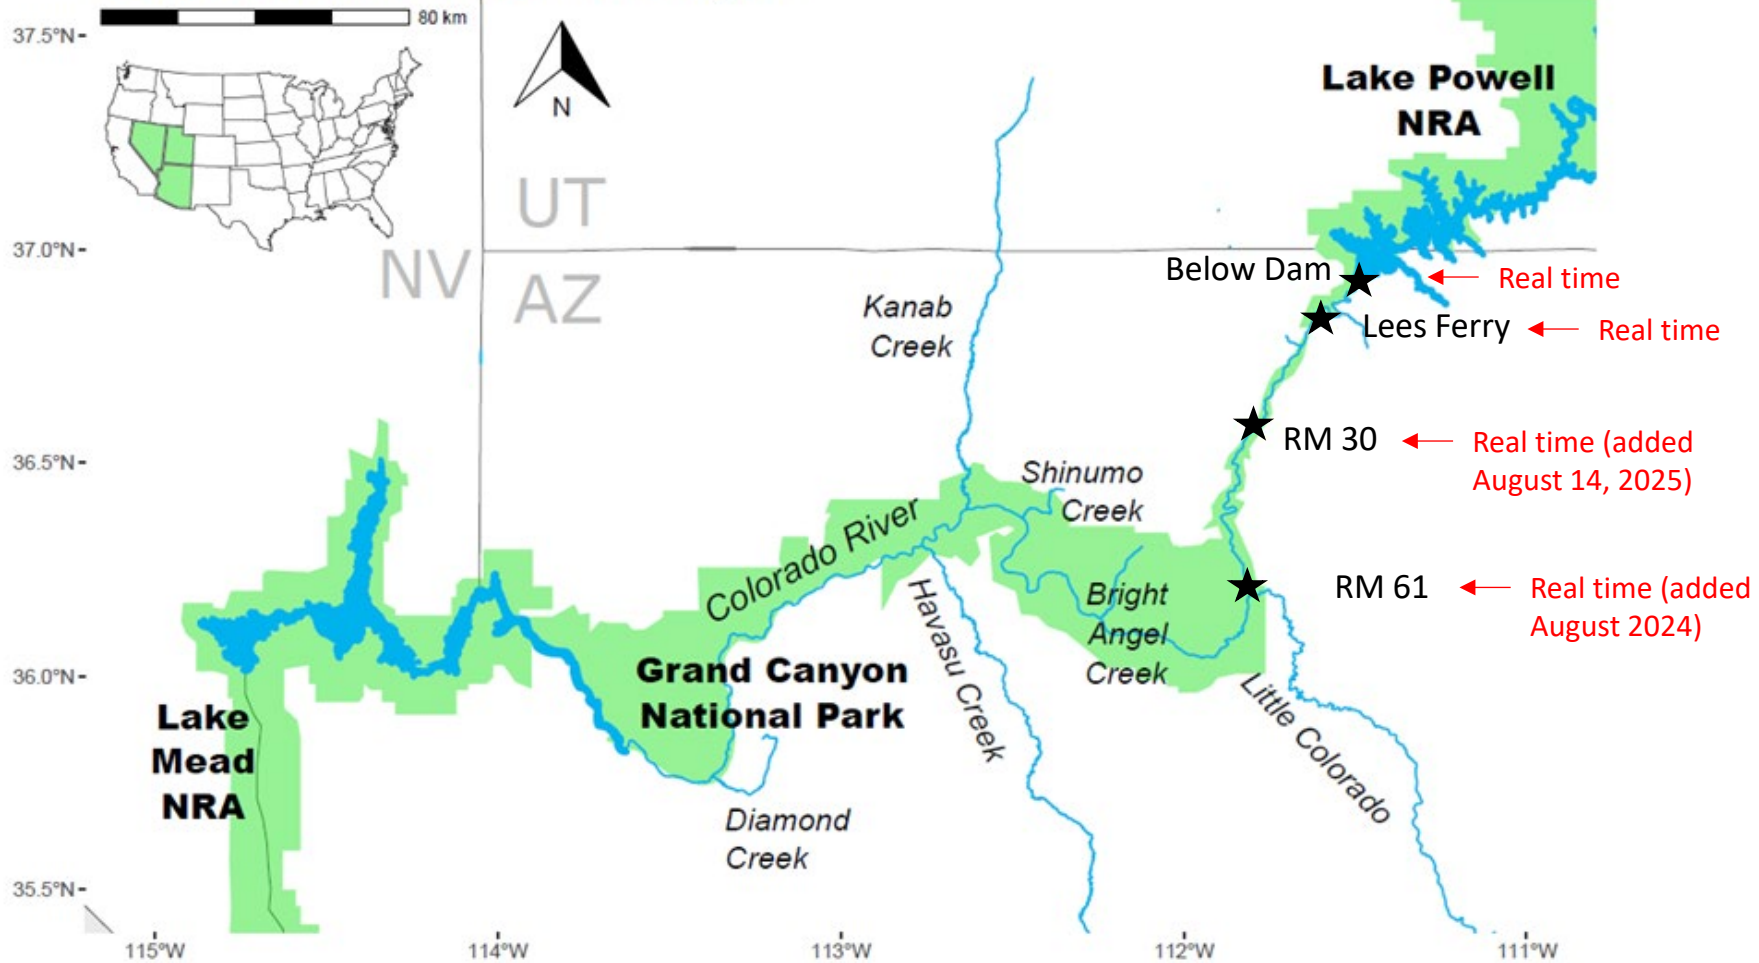 80 km
37.5°N
37.0°N
36.5°N
36.0°N
35.5°N
115°W
114°W
113°W
112°W
111°W
N
UT
NV
AZ
Lake Powell
NRA
Below Dam
Real time
Lees Ferry
Real time
Kanab
Creek
RM 30
Real time (added
August 14, 2025)
Shinumo
Creek
Colorado River
RM 61
Real time (added
August 2024)
Bright
Angel
Creek
Havasu Creek
Little Colorado
Grand Canyon
National Park
Lake
Mead
NRA
Diamond
Creek